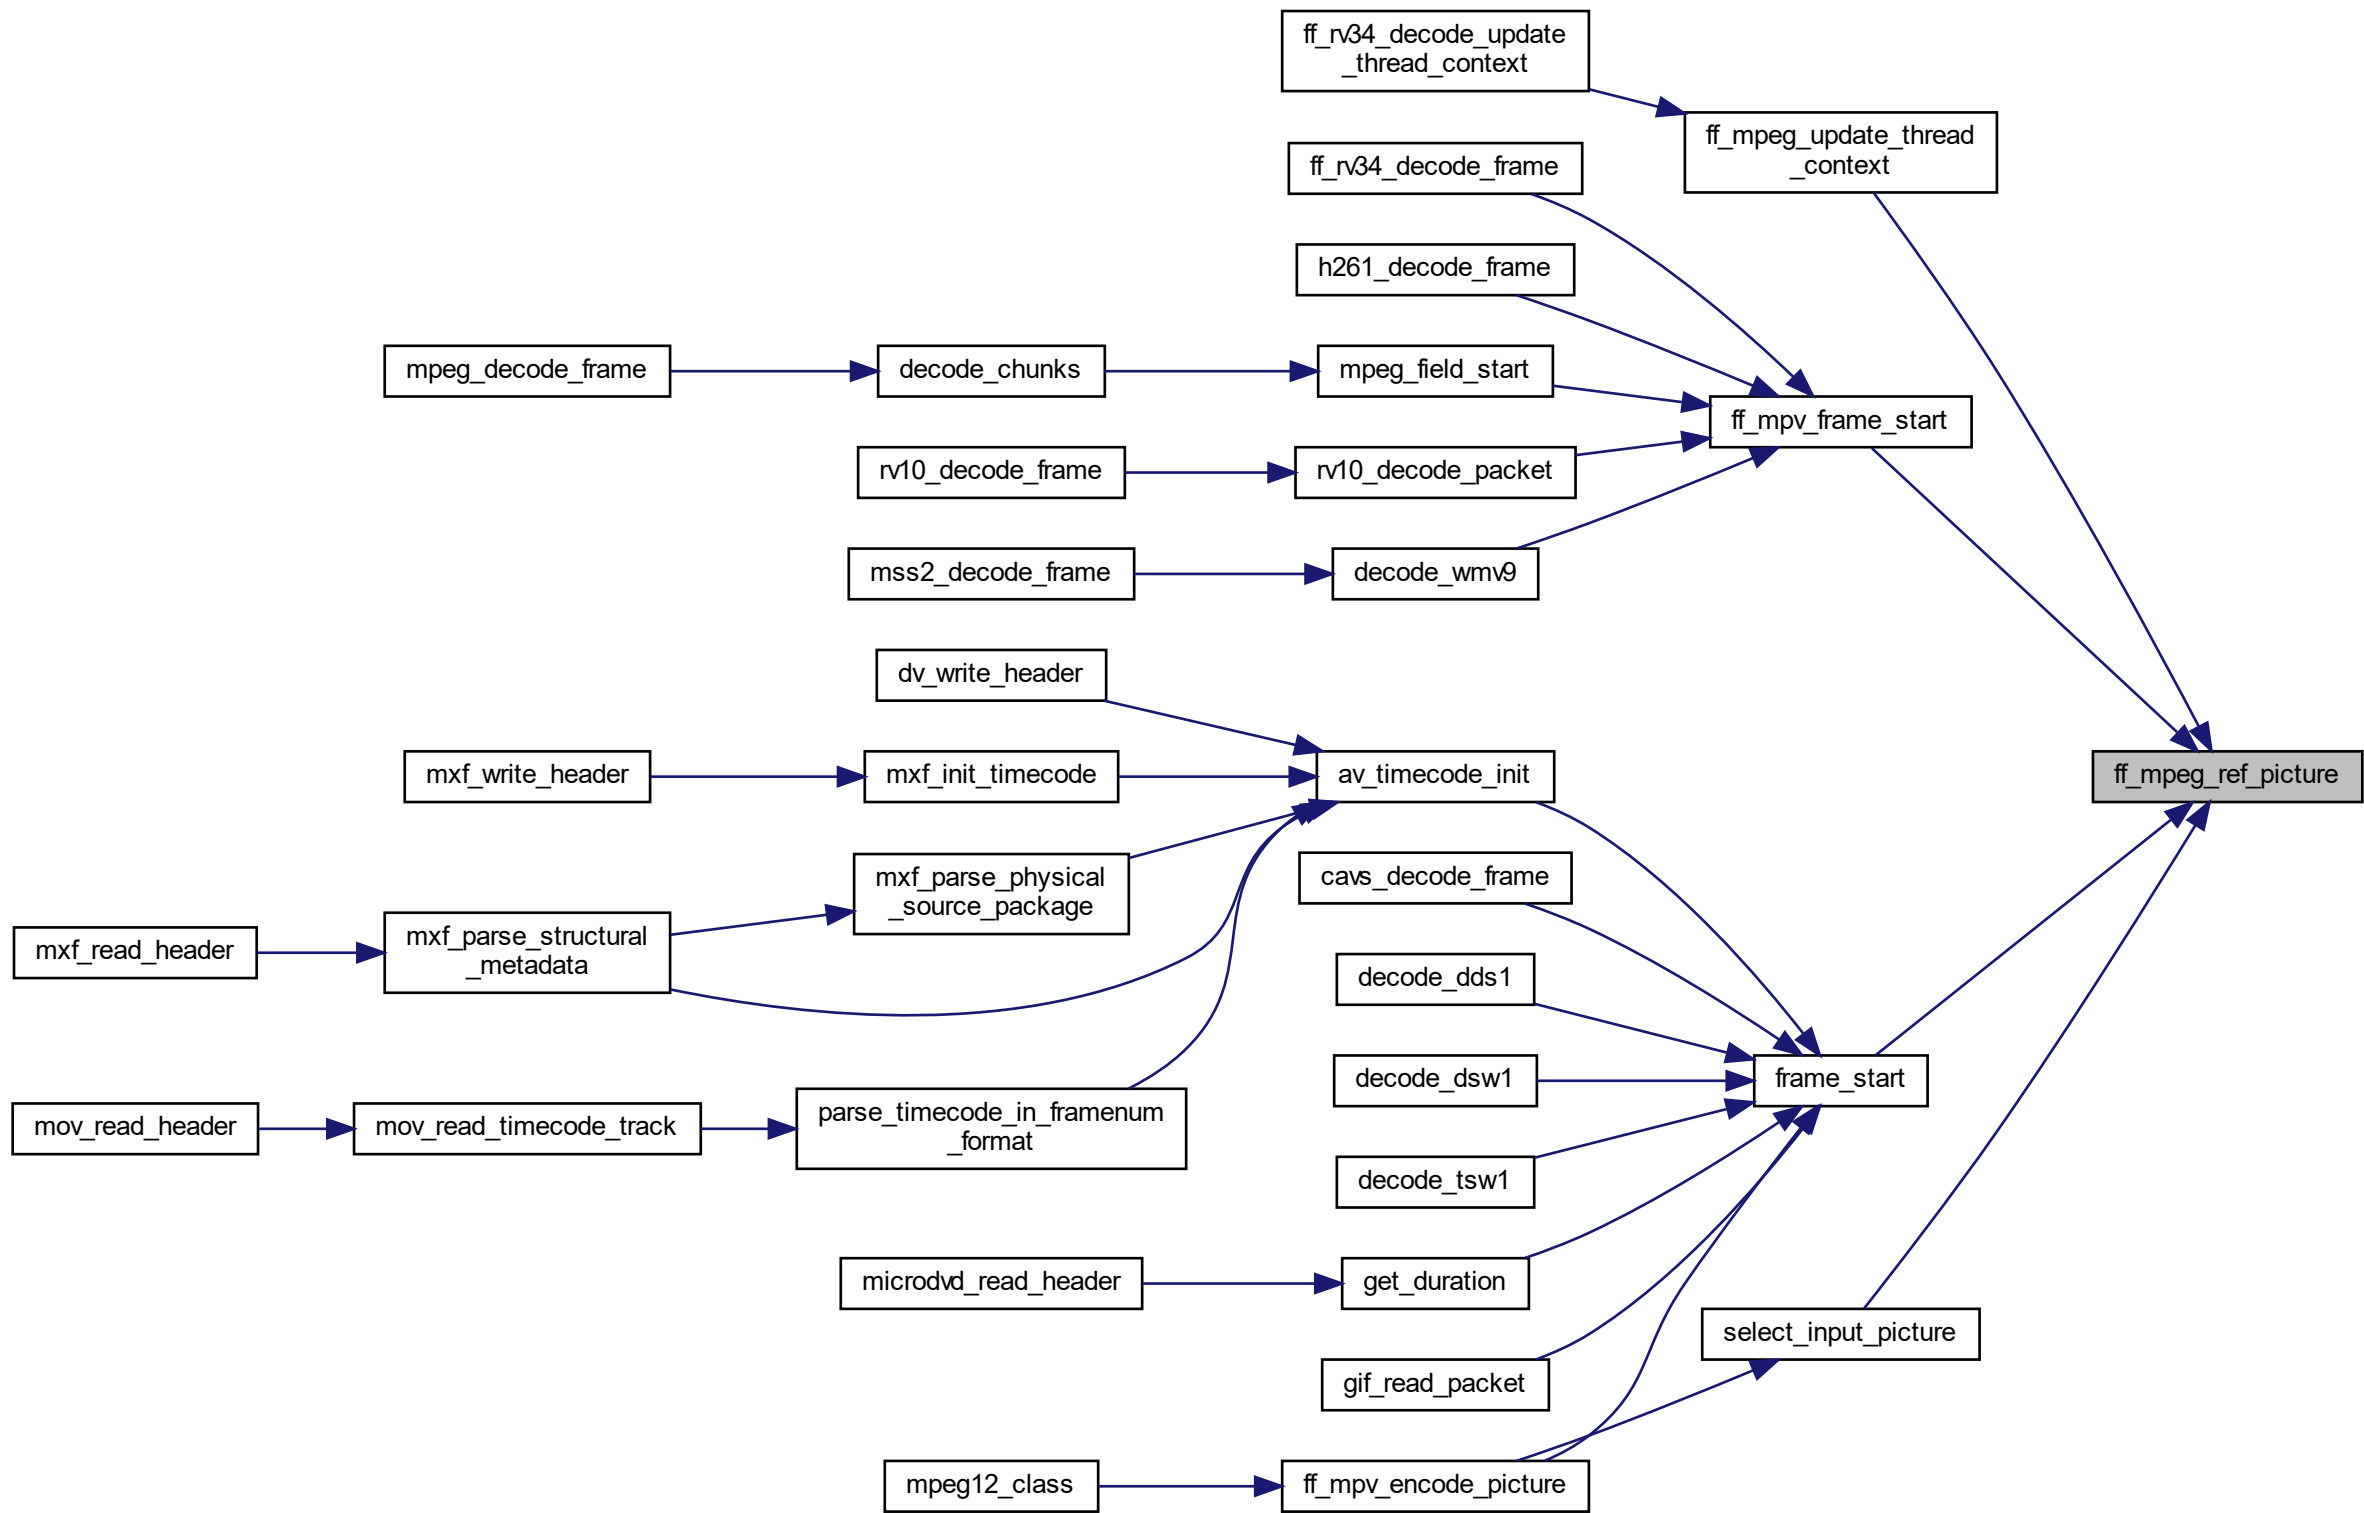 ff_rv34_decode_update
_thread_context
ff_mpeg_update_thread
_context
ff_rv34_decode_frame
h261_decode_frame
mpeg_decode_frame
decode_chunks
mpeg_field_start
ff_mpv_frame_start
rv10_decode_frame
rv10_decode_packet
mss2_decode_frame
decode_wmv9
dv_write_header
mxf_write_header
mxf_init_timecode
av_timecode_init
ff_mpeg_ref_picture
mxf_parse_physical
_source_package
cavs_decode_frame
mxf_read_header
mxf_parse_structural
_metadata
decode_dds1
decode_dsw1
frame_start
mov_read_header
mov_read_timecode_track
parse_timecode_in_framenum
_format
decode_tsw1
microdvd_read_header
get_duration
select_input_picture
gif_read_packet
mpeg12_class
ff_mpv_encode_picture